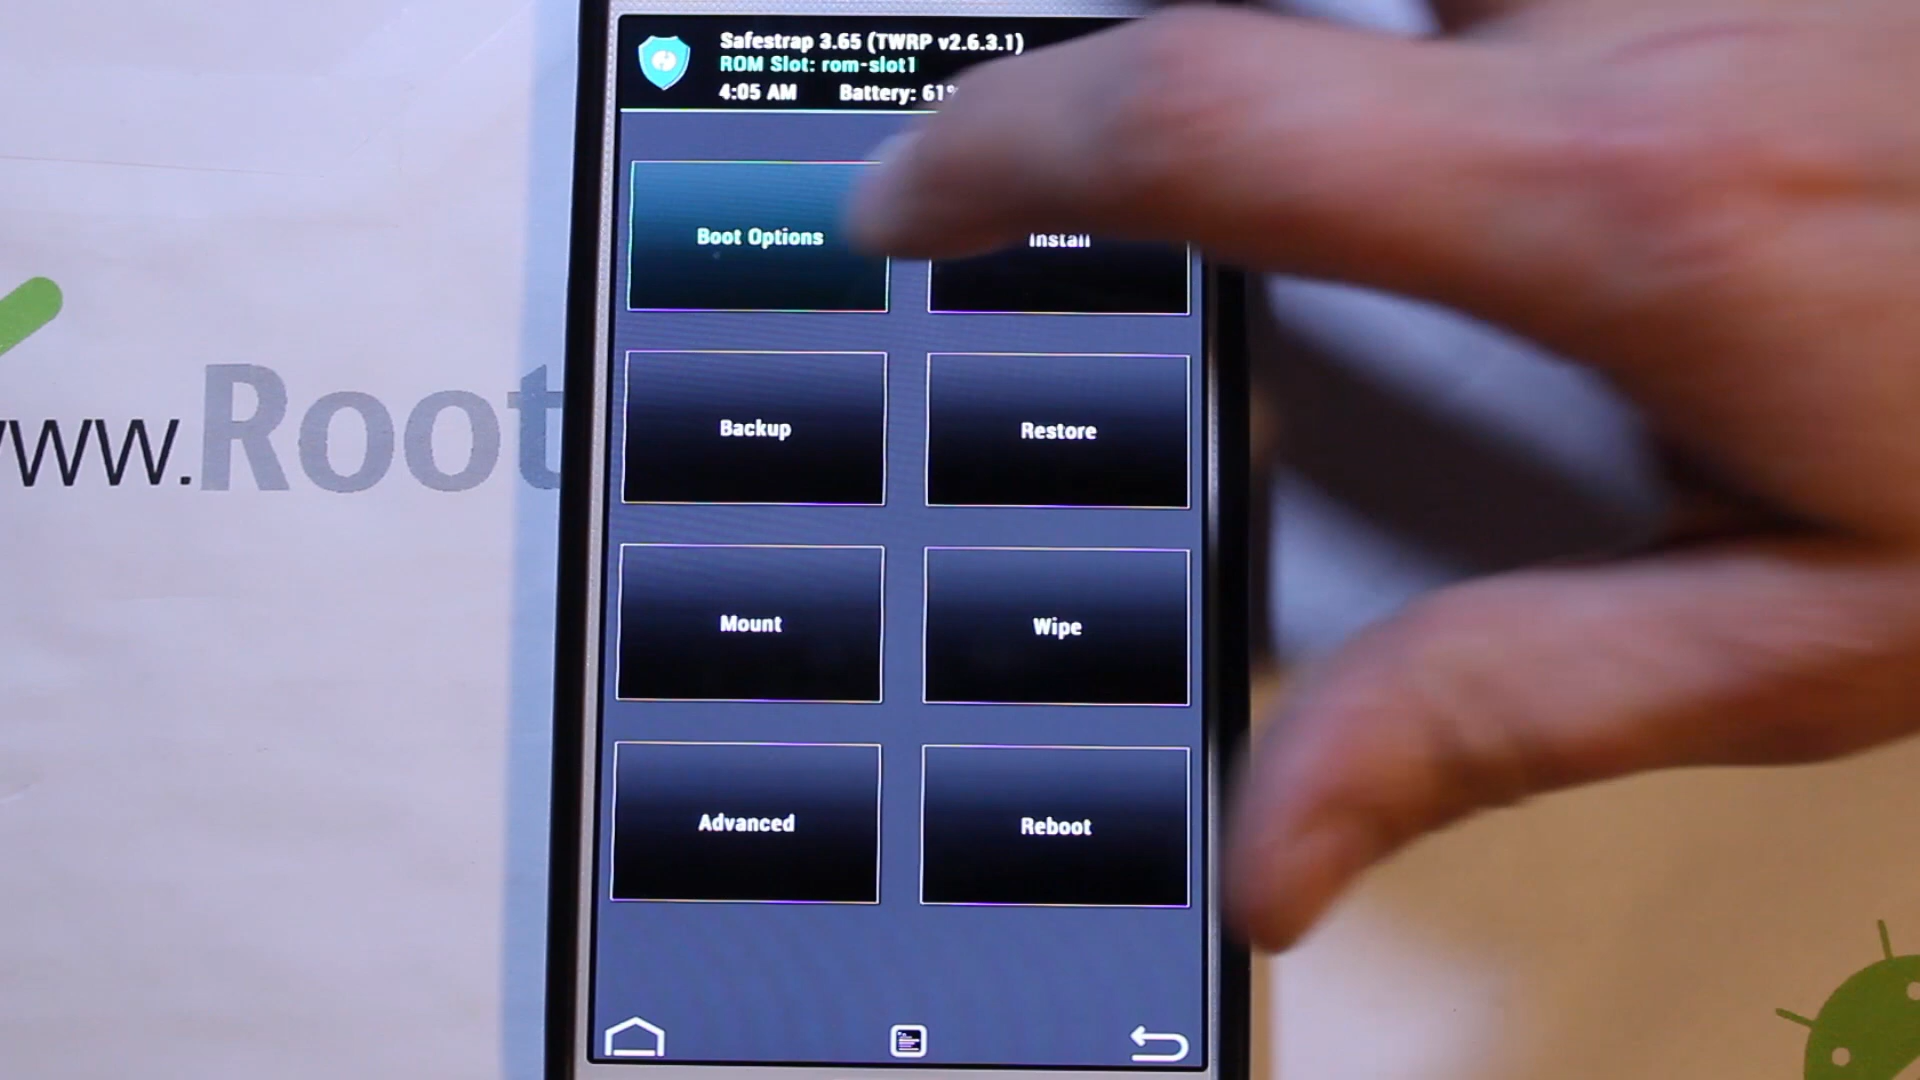 Safestrap 3.65 (TWRP v2.6.3.1)
ROM Slot: rom-slot1
4:05 AM Battery: 61%
Boot Options
Install
Backup
Restore
www.Root
Mount
Wipe
Advanced
Reboot